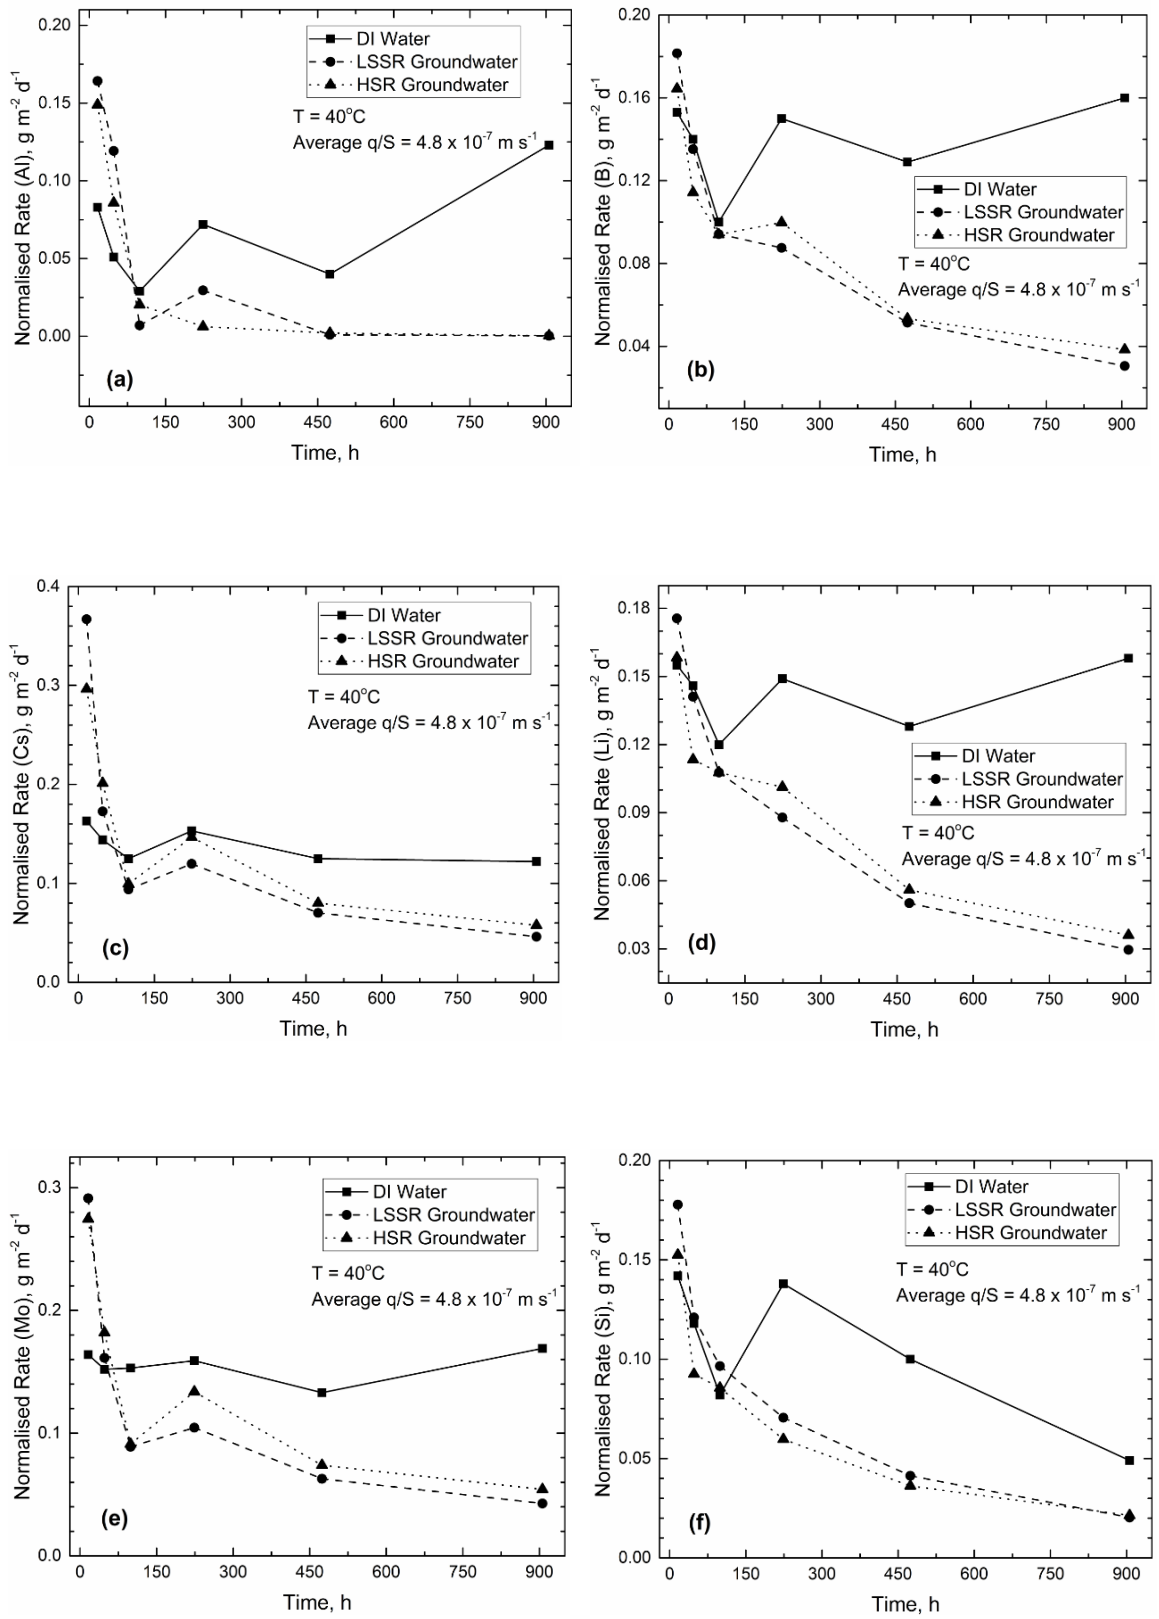 Normalised Rate (Al), g m⁻² d⁻¹
0.20
0.15
0.10
0.05
0.00
DI Water
LSSR Groundwater
HSR Groundwater
T = 40°C
Average q/S = 4.8 x 10⁻⁷ m s⁻¹
(a)
0 150 300 450 600 750 900
Time, h
Normalised Rate (B), g m⁻² d⁻¹
0.20
0.16
0.12
0.08
0.04
DI Water
LSSR Groundwater
HSR Groundwater
T = 40°C
Average q/S = 4.8 x 10⁻⁷ m s⁻¹
(b)
0 150 300 450 600 750 900
Time, h
Normalised Rate (Cs), g m⁻² d⁻¹
0.4
0.3
0.2
0.1
0.0
DI Water
LSSR Groundwater
HSR Groundwater
T = 40°C
Average q/S = 4.8 x 10⁻⁷ m s⁻¹
(c)
0 150 300 450 600 750 900
Time, h
Normalised Rate (Li), g m⁻² d⁻¹
0.18
0.15
0.12
0.09
0.06
0.03
DI Water
LSSR Groundwater
HSR Groundwater
T = 40°C
Average q/S = 4.8 x 10⁻⁷ m s⁻¹
(d)
0 150 300 450 600 750 900
Time, h
Normalised Rate (Mo), g m⁻² d⁻¹
0.3
0.2
0.1
0.0
DI Water
LSSR Groundwater
HSR Groundwater
T = 40°C
Average q/S = 4.8 x 10⁻⁷ m s⁻¹
(e)
0 150 300 450 600 750 900
Time, h
Normalised Rate (Si), g m⁻² d⁻¹
0.20
0.15
0.10
0.05
0.00
DI Water
LSSR Groundwater
HSR Groundwater
T = 40°C
Average q/S = 4.8 x 10⁻⁷ m s⁻¹
(f)
0 150 300 450 600 750 900
Time, h